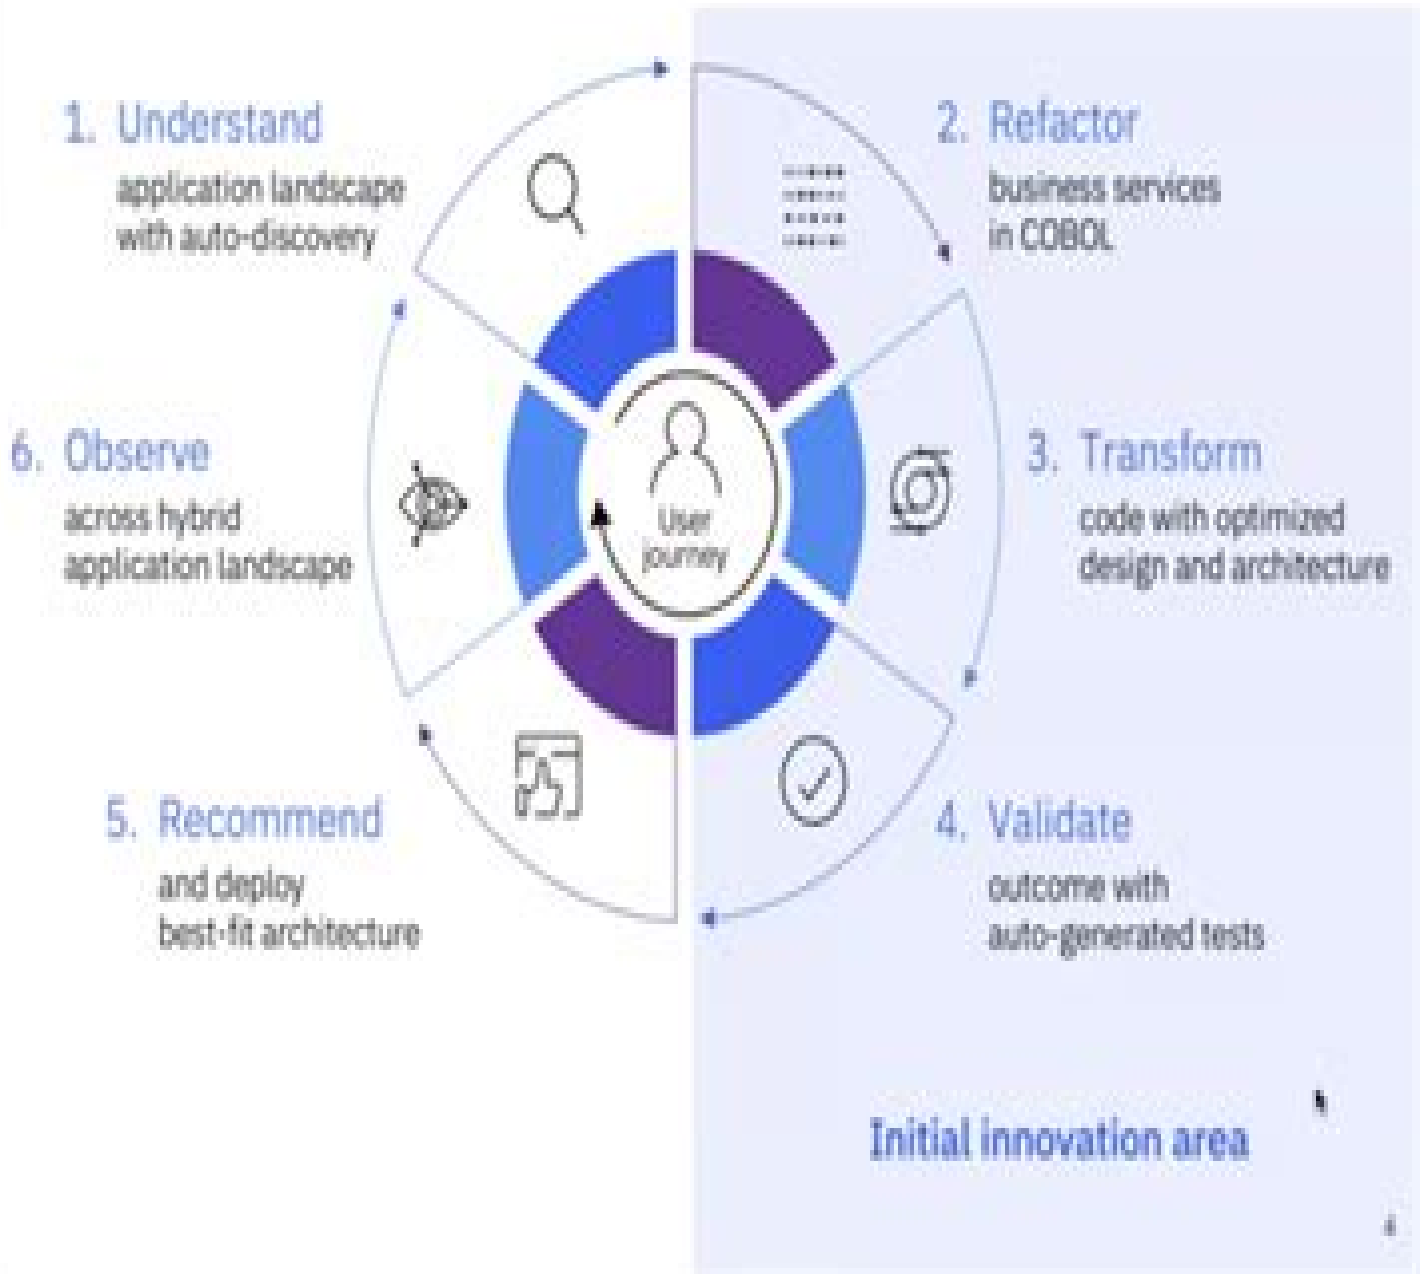 1. Understand
application landscape
with auto-discovery
2. Refactor
business services
in COBOL
3. Transform
code with optimized
design and architecture
4. Validate
outcome with
auto-generated tests
5. Recommend
and deploy
best-fit architecture
6. Observe
across hybrid
application landscape
User
journey
Initial innovation area